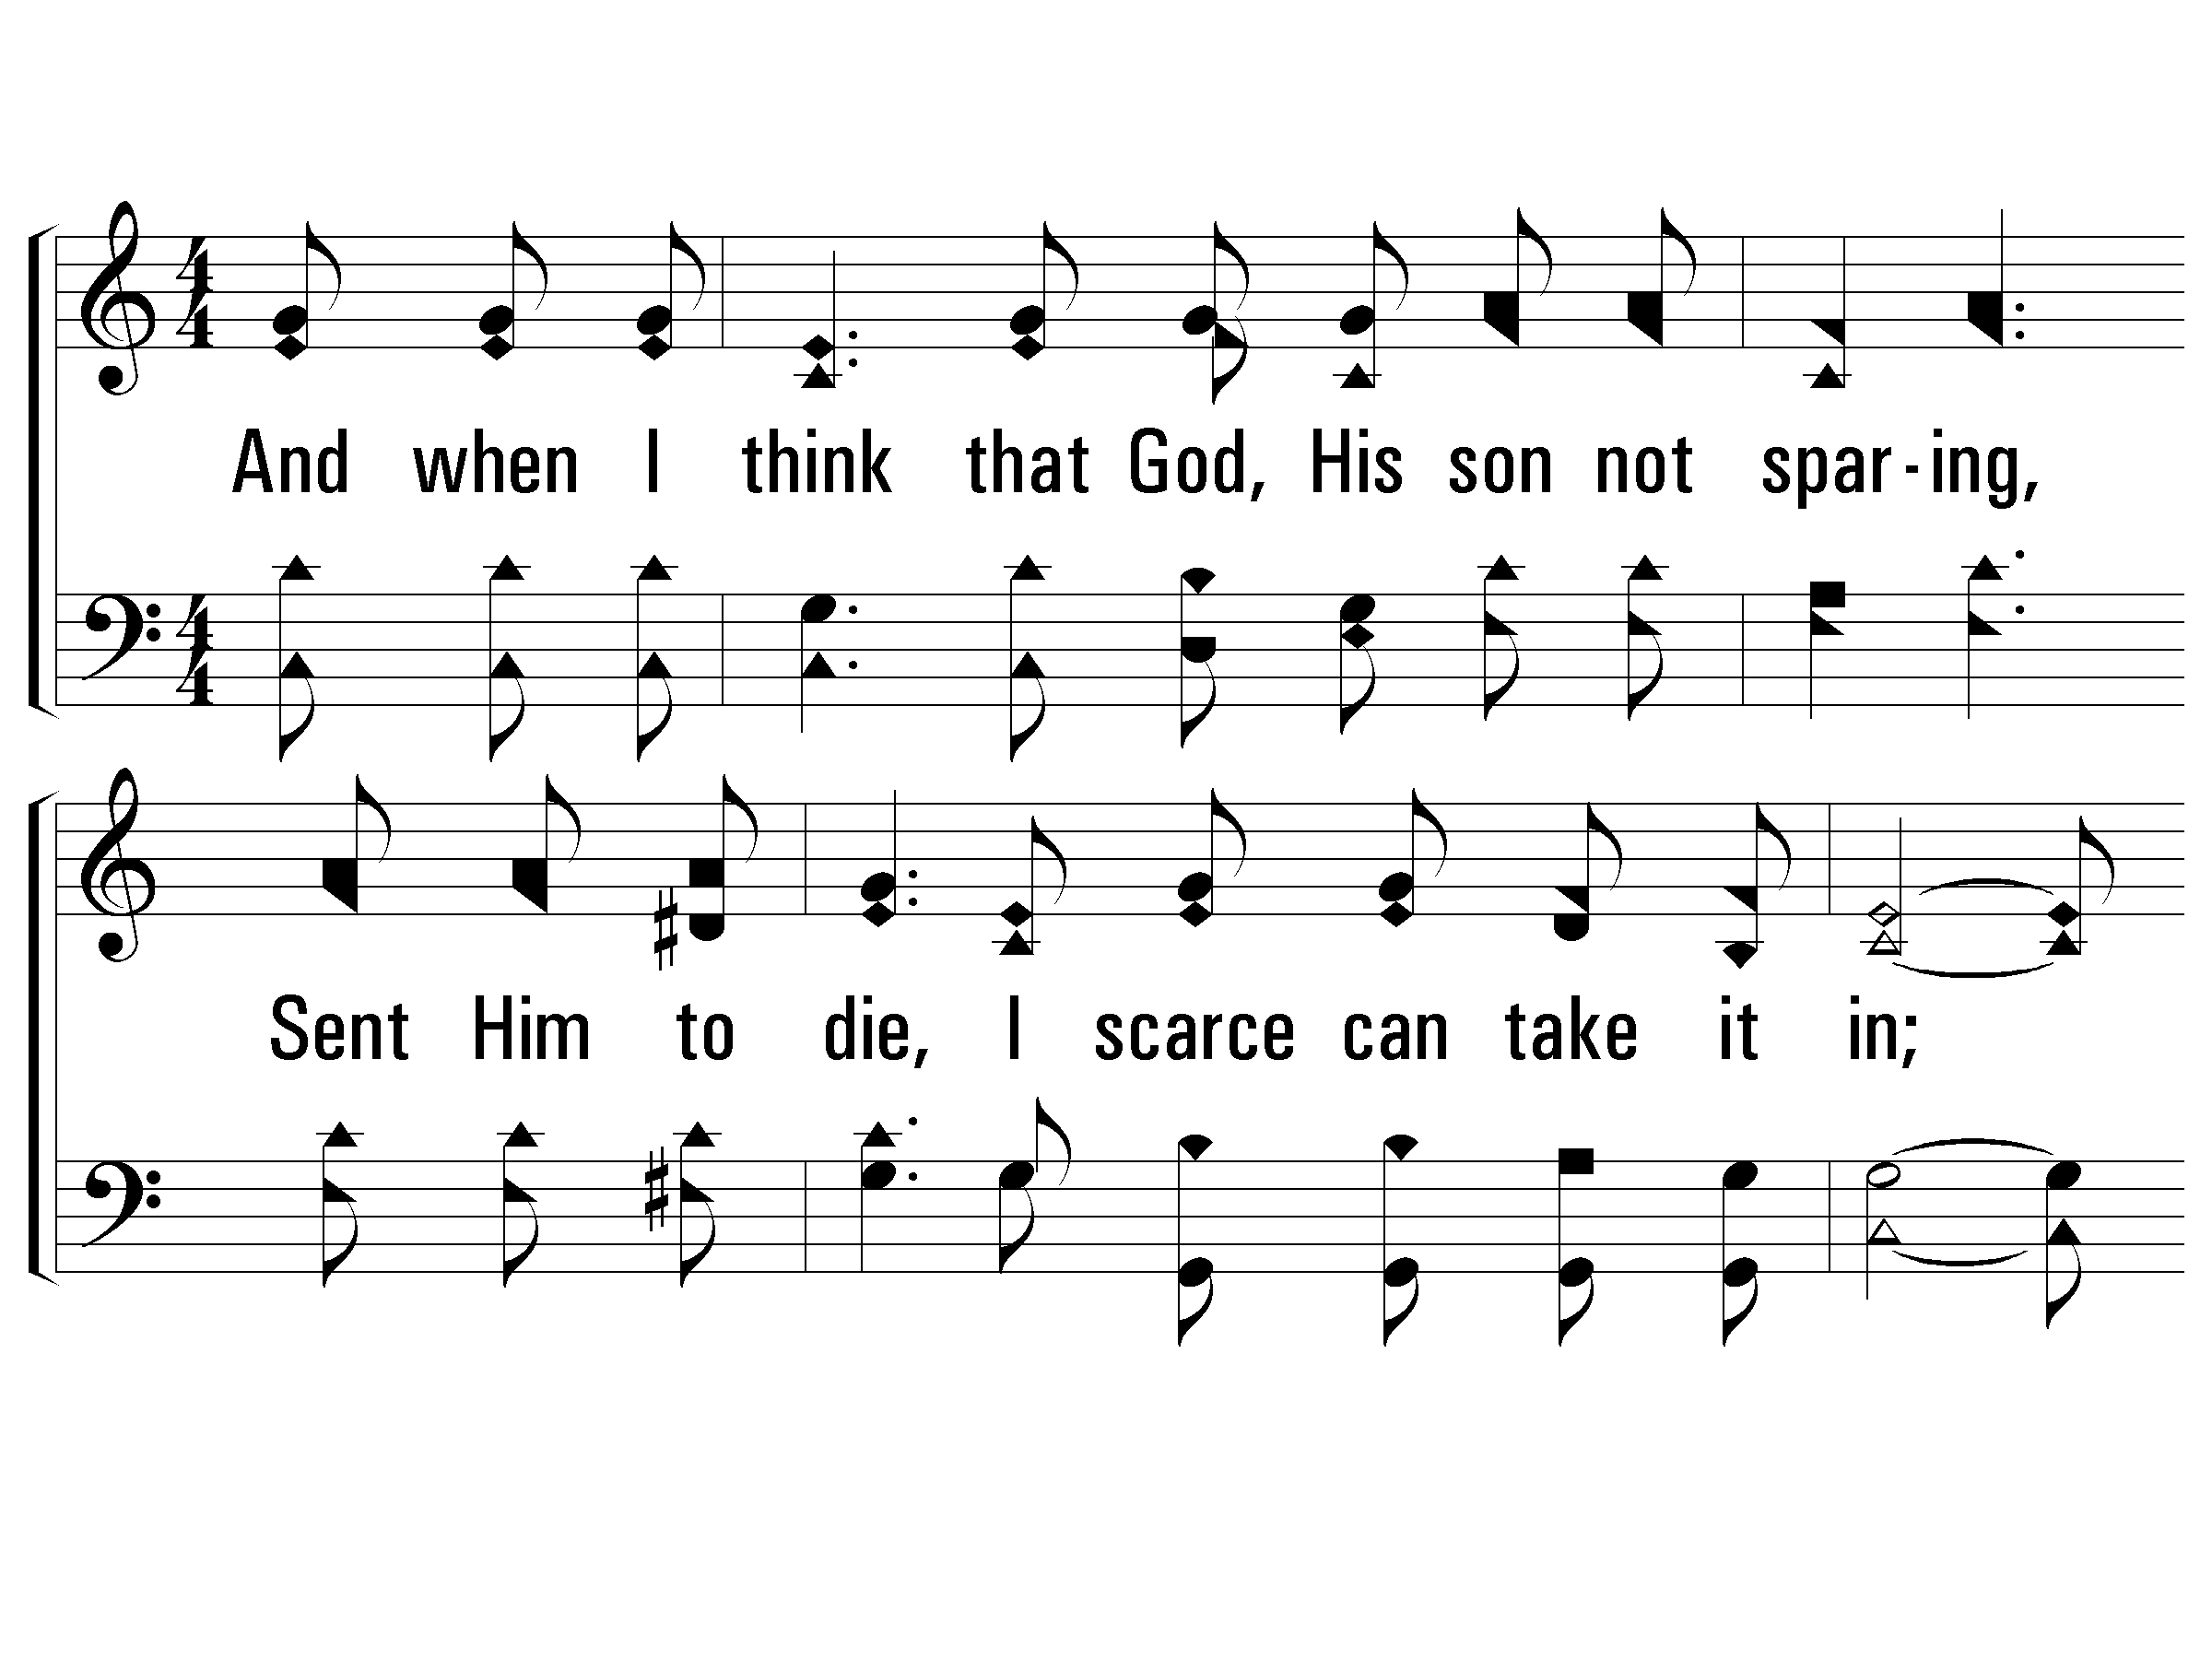 And when I think that God, His son not spar-ing,
Sent Him to die, I scarce can take it in;